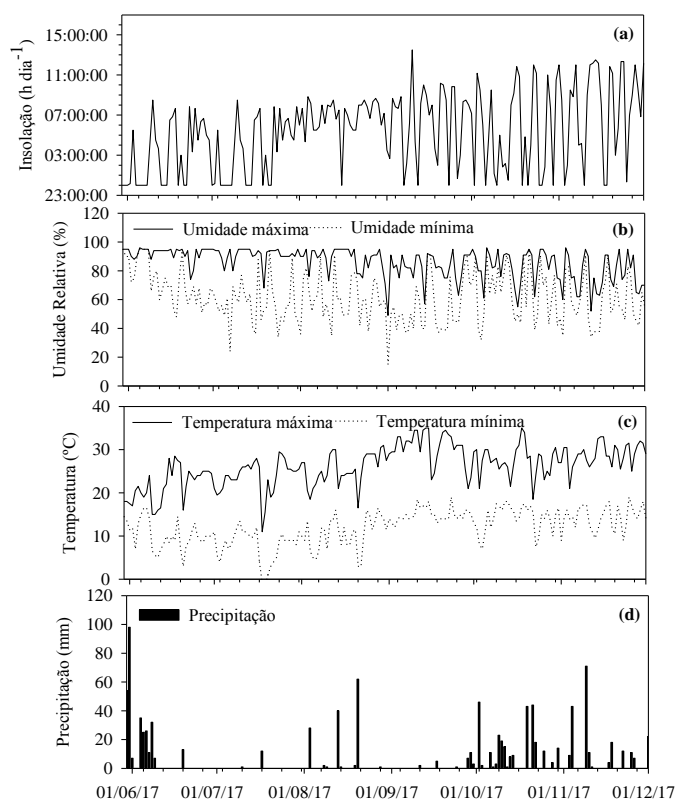 (a)
Insolação (h dia-1)
15:00:00
11:00:00
07:00:00
03:00:00
23:00:00
(b)
Umidade máxima
Umidade mínima
Umidade Relativa (%)
120
100
80
60
40
20
0
(c)
Temperatura máxima
Temperatura mínima
Temperatura (ºC)
40
30
20
10
0
(d)
Precipitação
Precipitação (mm)
120
100
80
60
40
20
0
01/06/17 01/07/17 01/08/17 01/09/17 01/10/17 01/11/17 01/12/17